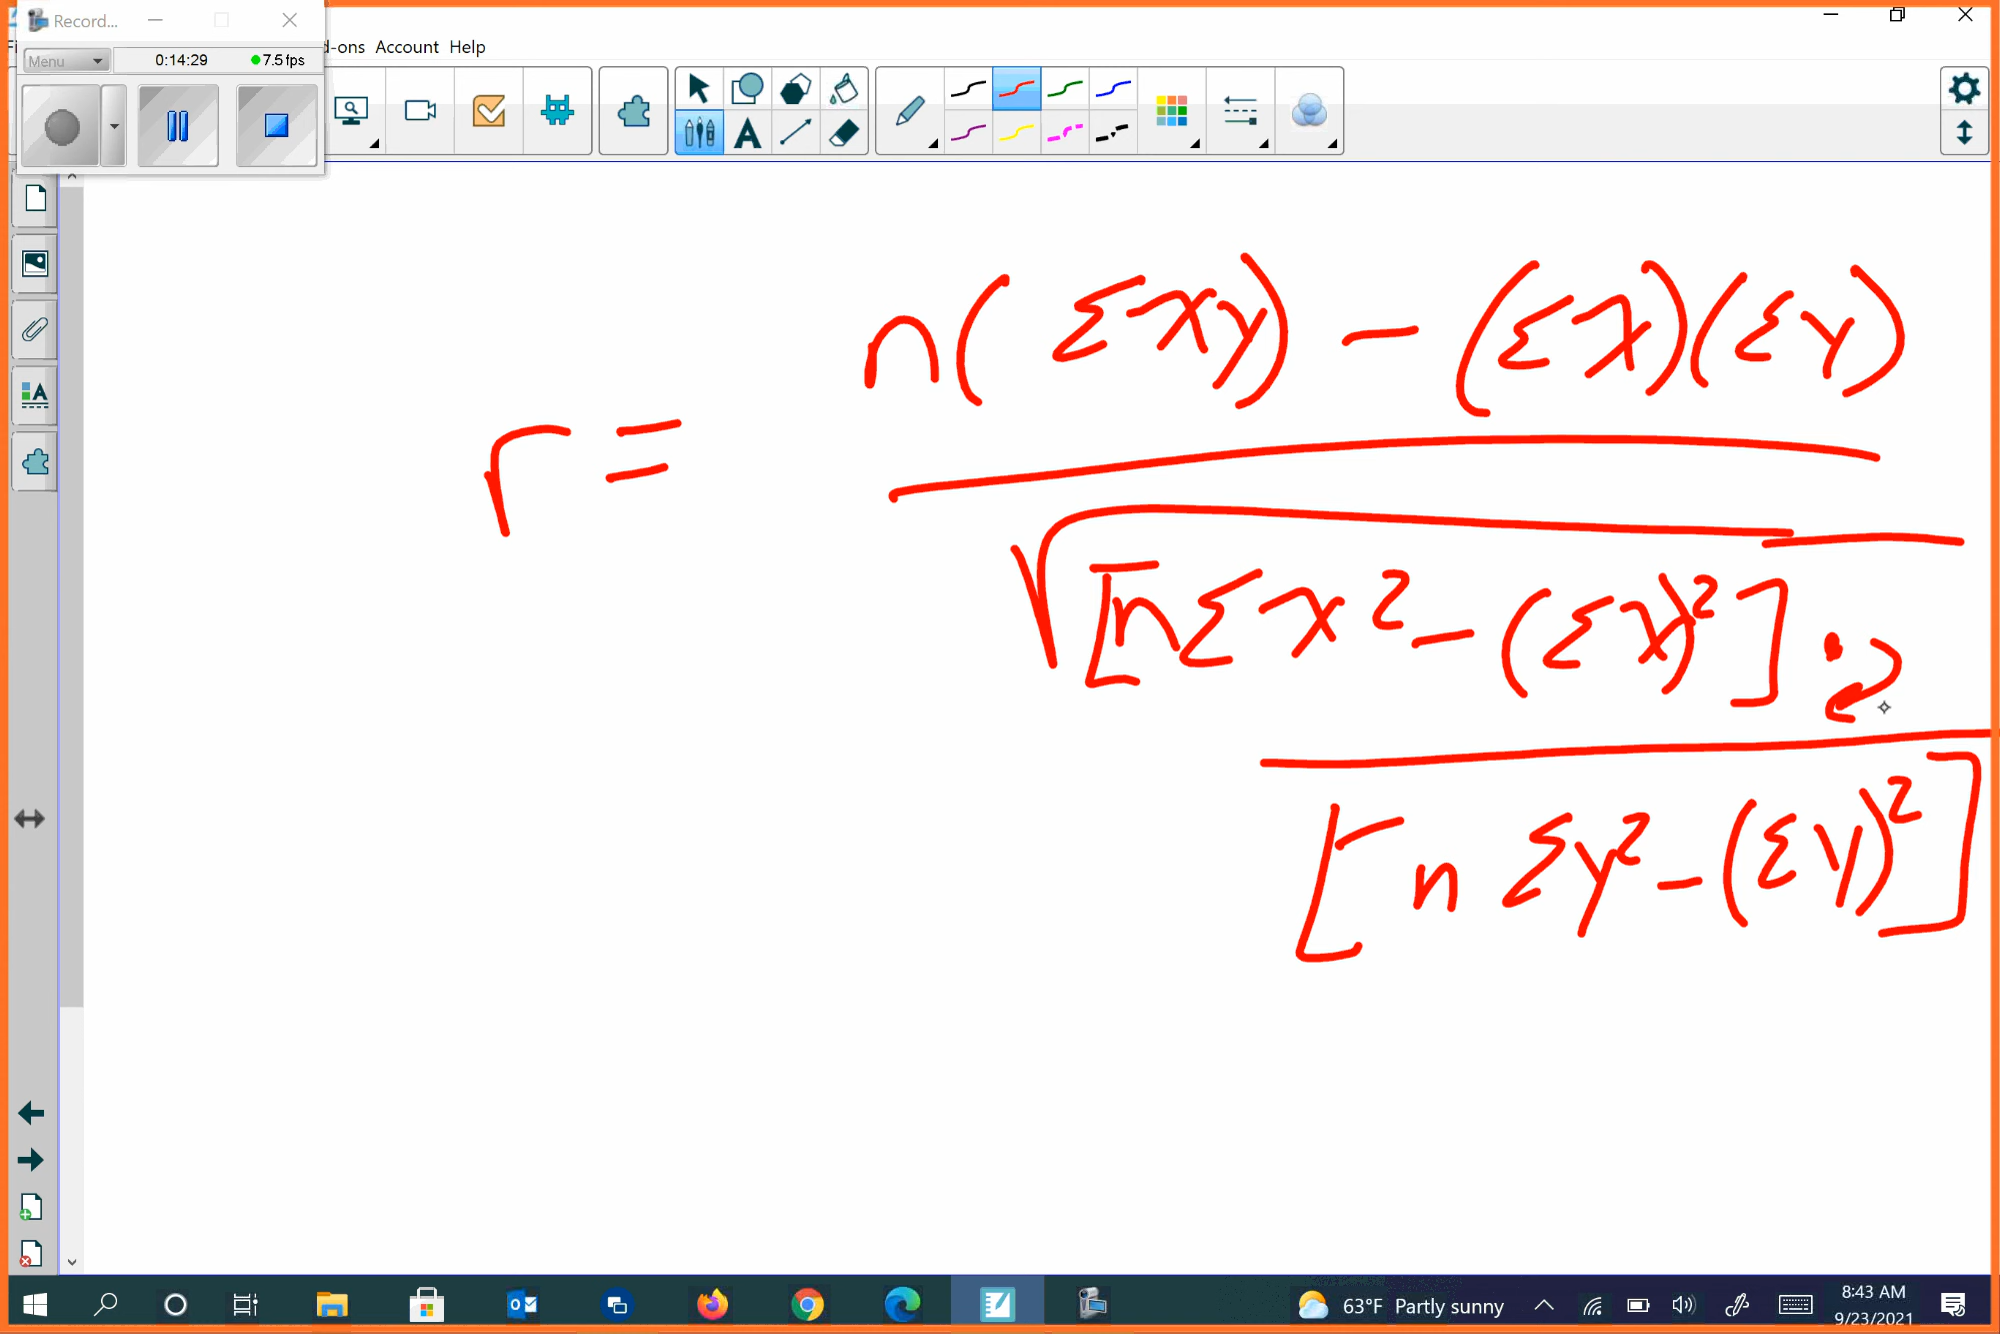 Record...
Menu 0:14:29 7.5 fps
d-ons Account Help
n(Σxy) - (Σx)(Σy)
r =
√[nΣx² - (Σx)²]
[nΣy² - (Σy)²]
63°F Partly sunny
8:43 AM
9/23/2021